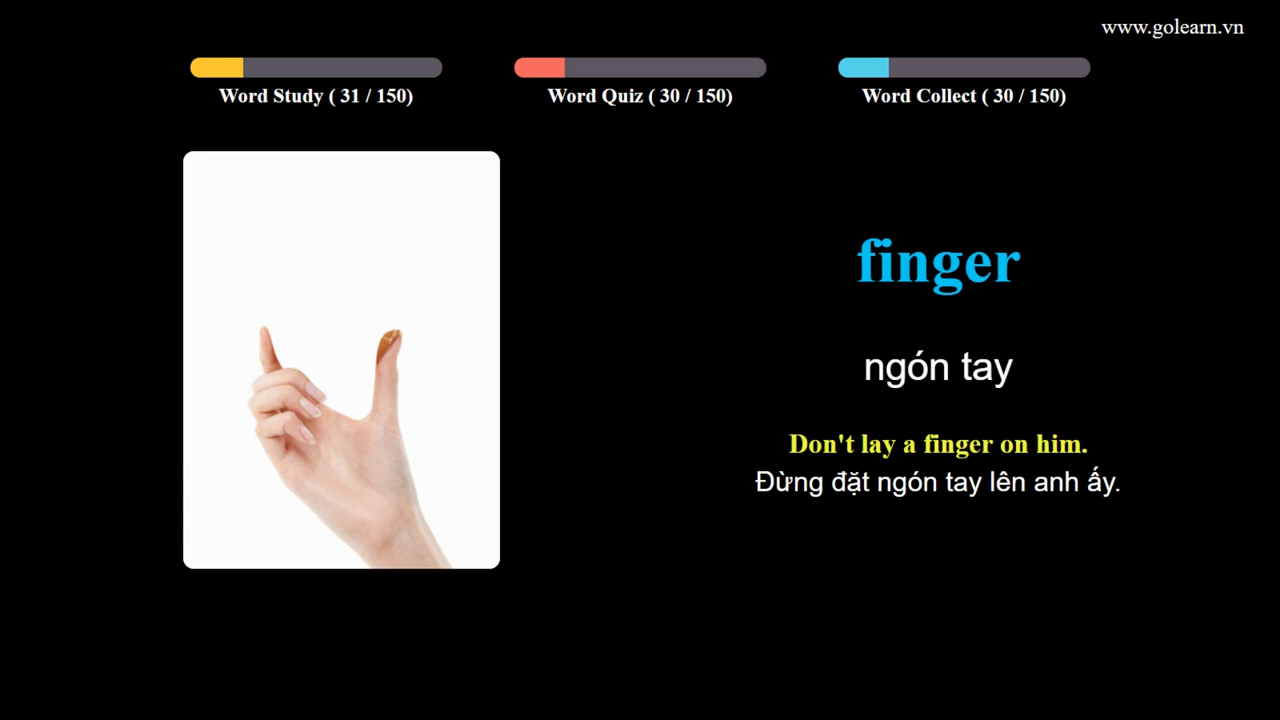 www.golearn.vn
Word Study ( 31 / 150)
Word Quiz ( 30 / 150)
Word Collect ( 30 / 150)
finger
ngón tay
Don't lay a finger on him.
Đừng đặt ngón tay lên anh ấy.